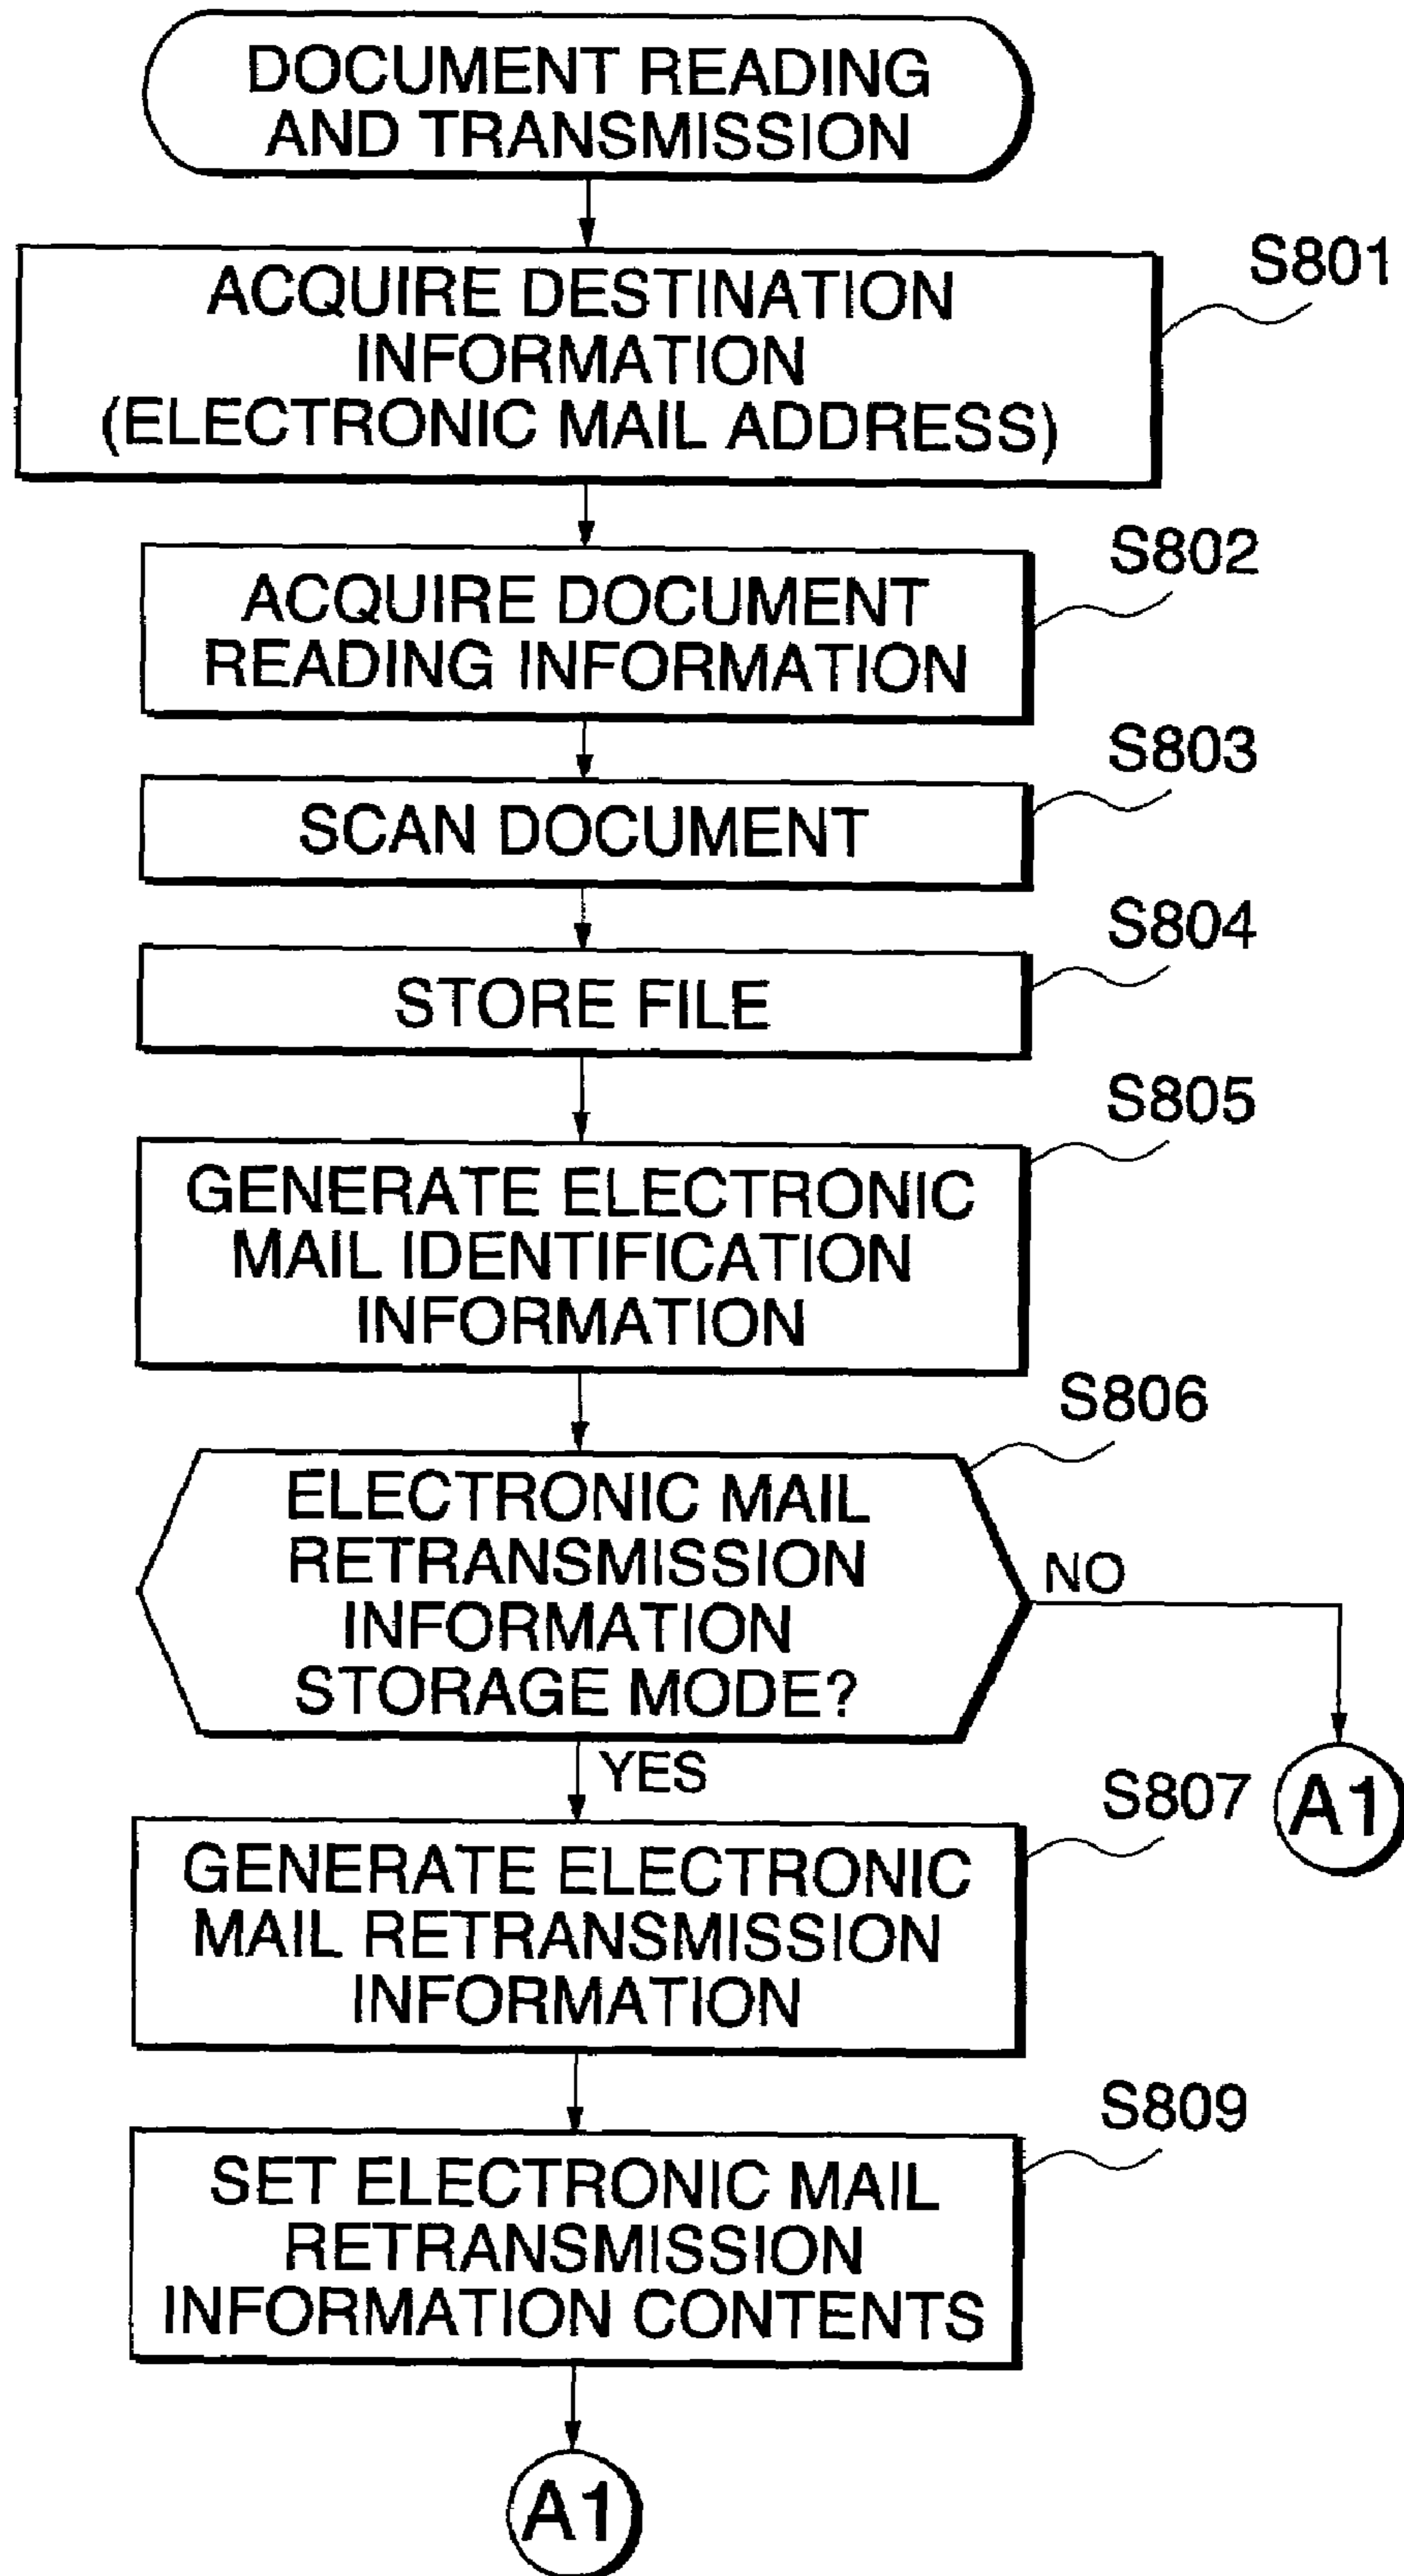 DOCUMENT READING
AND TRANSMISSION
S801
ACQUIRE DESTINATION
INFORMATION
(ELECTRONIC MAIL ADDRESS)
S802
ACQUIRE DOCUMENT
READING INFORMATION
S803
SCAN DOCUMENT
S804
STORE FILE
S805
GENERATE ELECTRONIC
MAIL IDENTIFICATION
INFORMATION
S806
ELECTRONIC MAIL
RETRANSMISSION
INFORMATION
STORAGE MODE?
NO
YES
A1
S807
GENERATE ELECTRONIC
MAIL RETRANSMISSION
INFORMATION
S809
SET ELECTRONIC MAIL
RETRANSMISSION
INFORMATION CONTENTS
A1